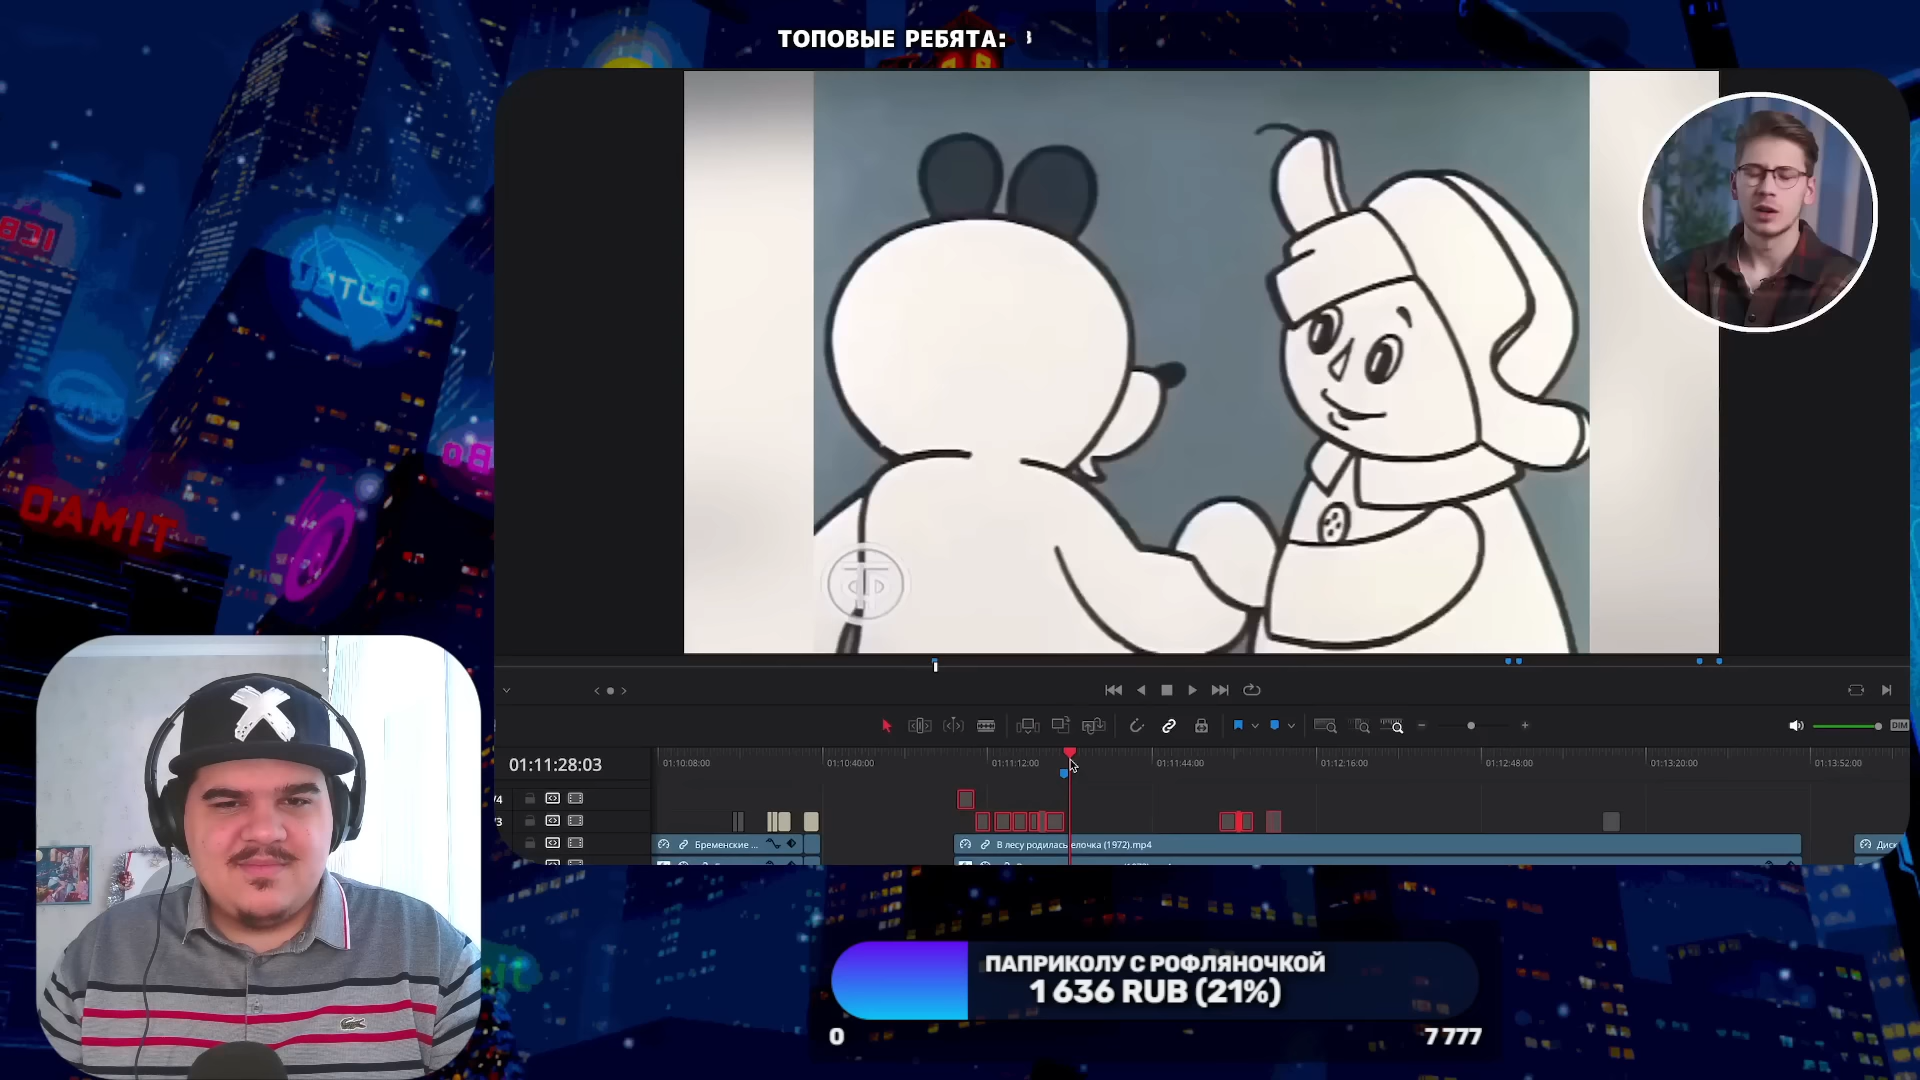 ТОПОВЫЕ РЕБЯТА:
DIM
01:11:28:03
01:10:08:00
01:10:40:00
01:11:12:00
01:11:44:00
01:12:16:00
01:12:48:00
01:13:20:00
01:13:52:00
Бременские ...
В лесу родилась елочка (1972).mp4
ПАПРИКОЛУ С РОФЛЯНОЧКОЙ
1 636 RUB (21%)
0
7 777